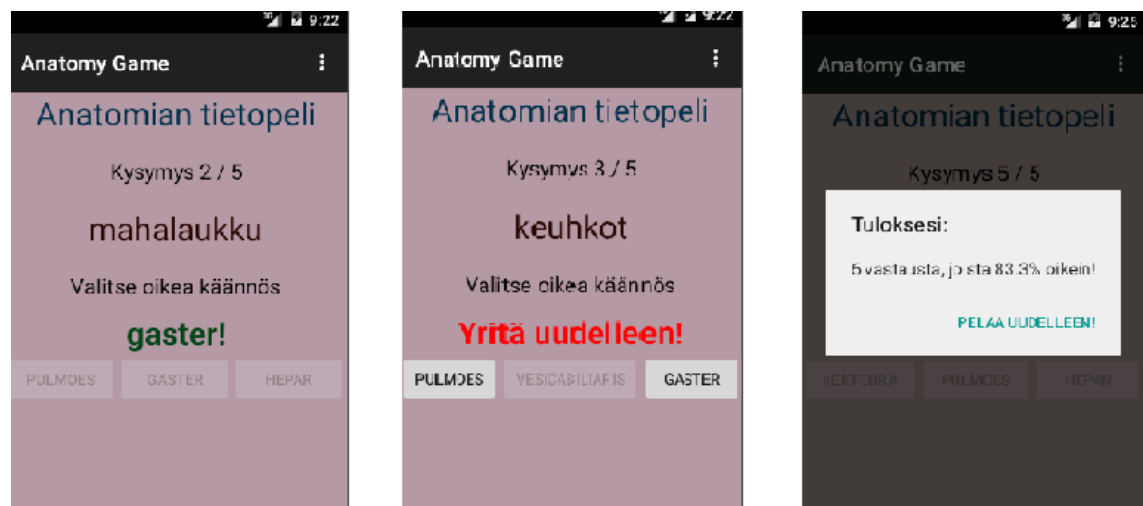 9:22
Anatomy Game
Anatomian tietopeli
Kysymys 2 / 5
mahalaukku
Valitse oikea käännös
gaster!
PULMOES GASTER HEPAR
9:22
Anatomy Game
Anatomian tietopeli
Kysymys 3 / 5
keuhkot
Valitse oikea käännös
Yritä uudelleen!
PULMOES VESICABILIARIS GASTER
9:25
Anatomy Game
Anatomian tietopeli
Kysymys 5 / 5
Tuloksesi:
6 vastausta, joista 83.3% oikein!
PELAA UUDELLEEN!
VERTEBRA PULMOES HEPAR